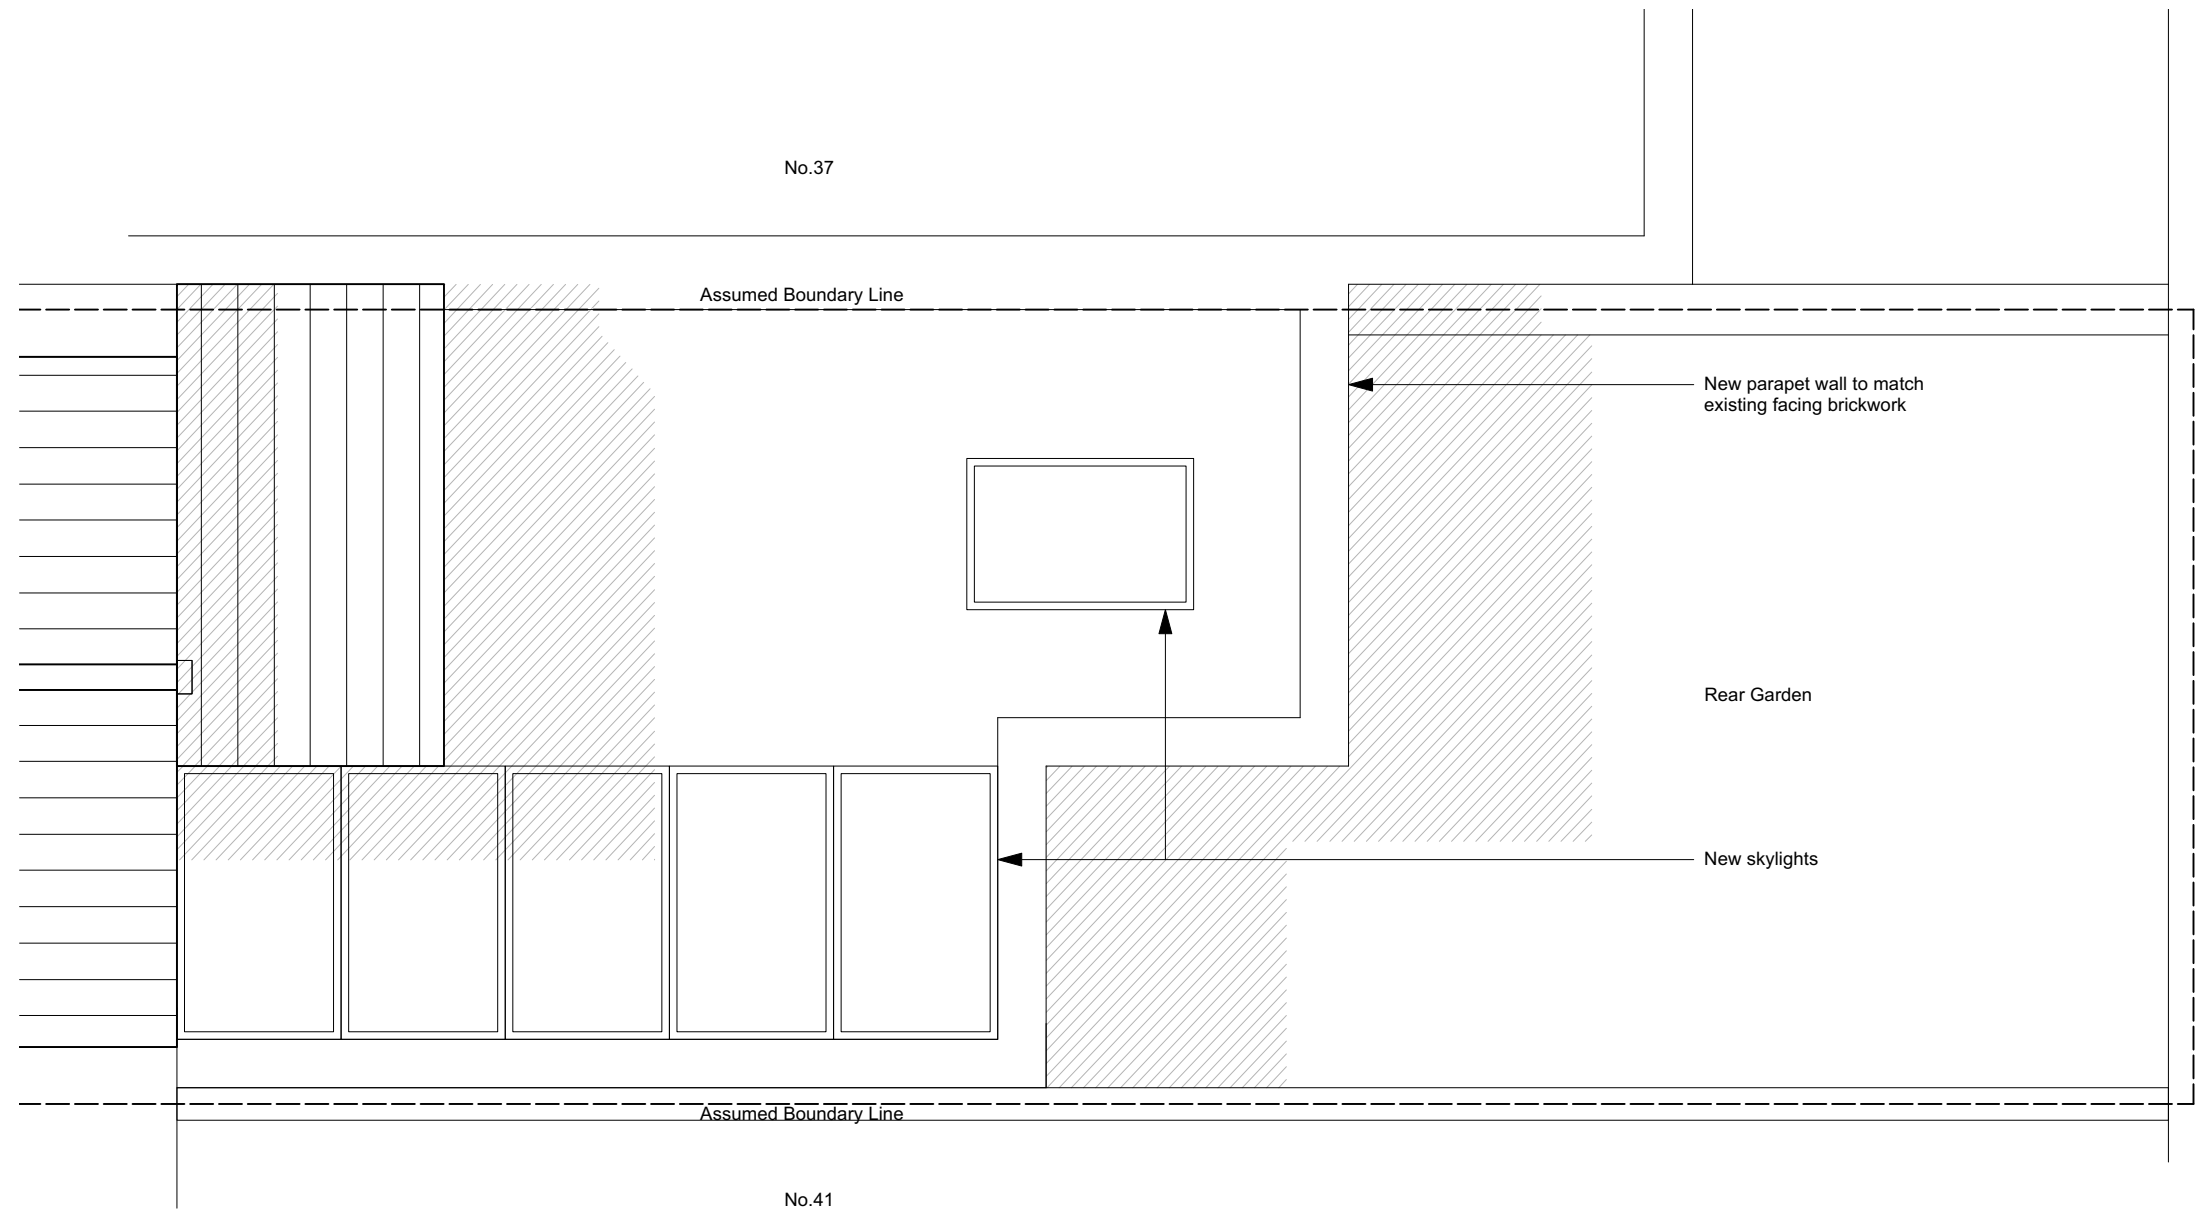 No.37
Assumed Boundary Line
New parapet wall to match
existing facing brickwork
Rear Garden
New skylights
Assumed Boundary Line
No.41